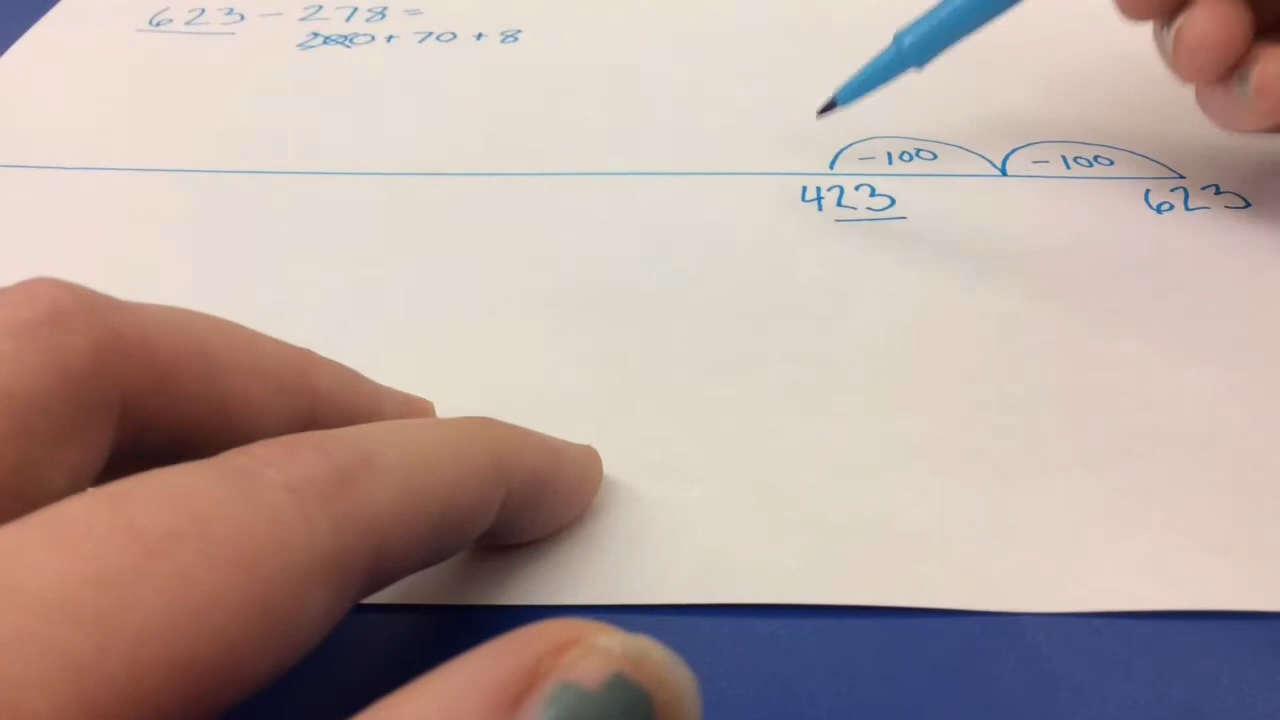 623 - 278 =
200 + 70 + 8
-100 -100
423 623